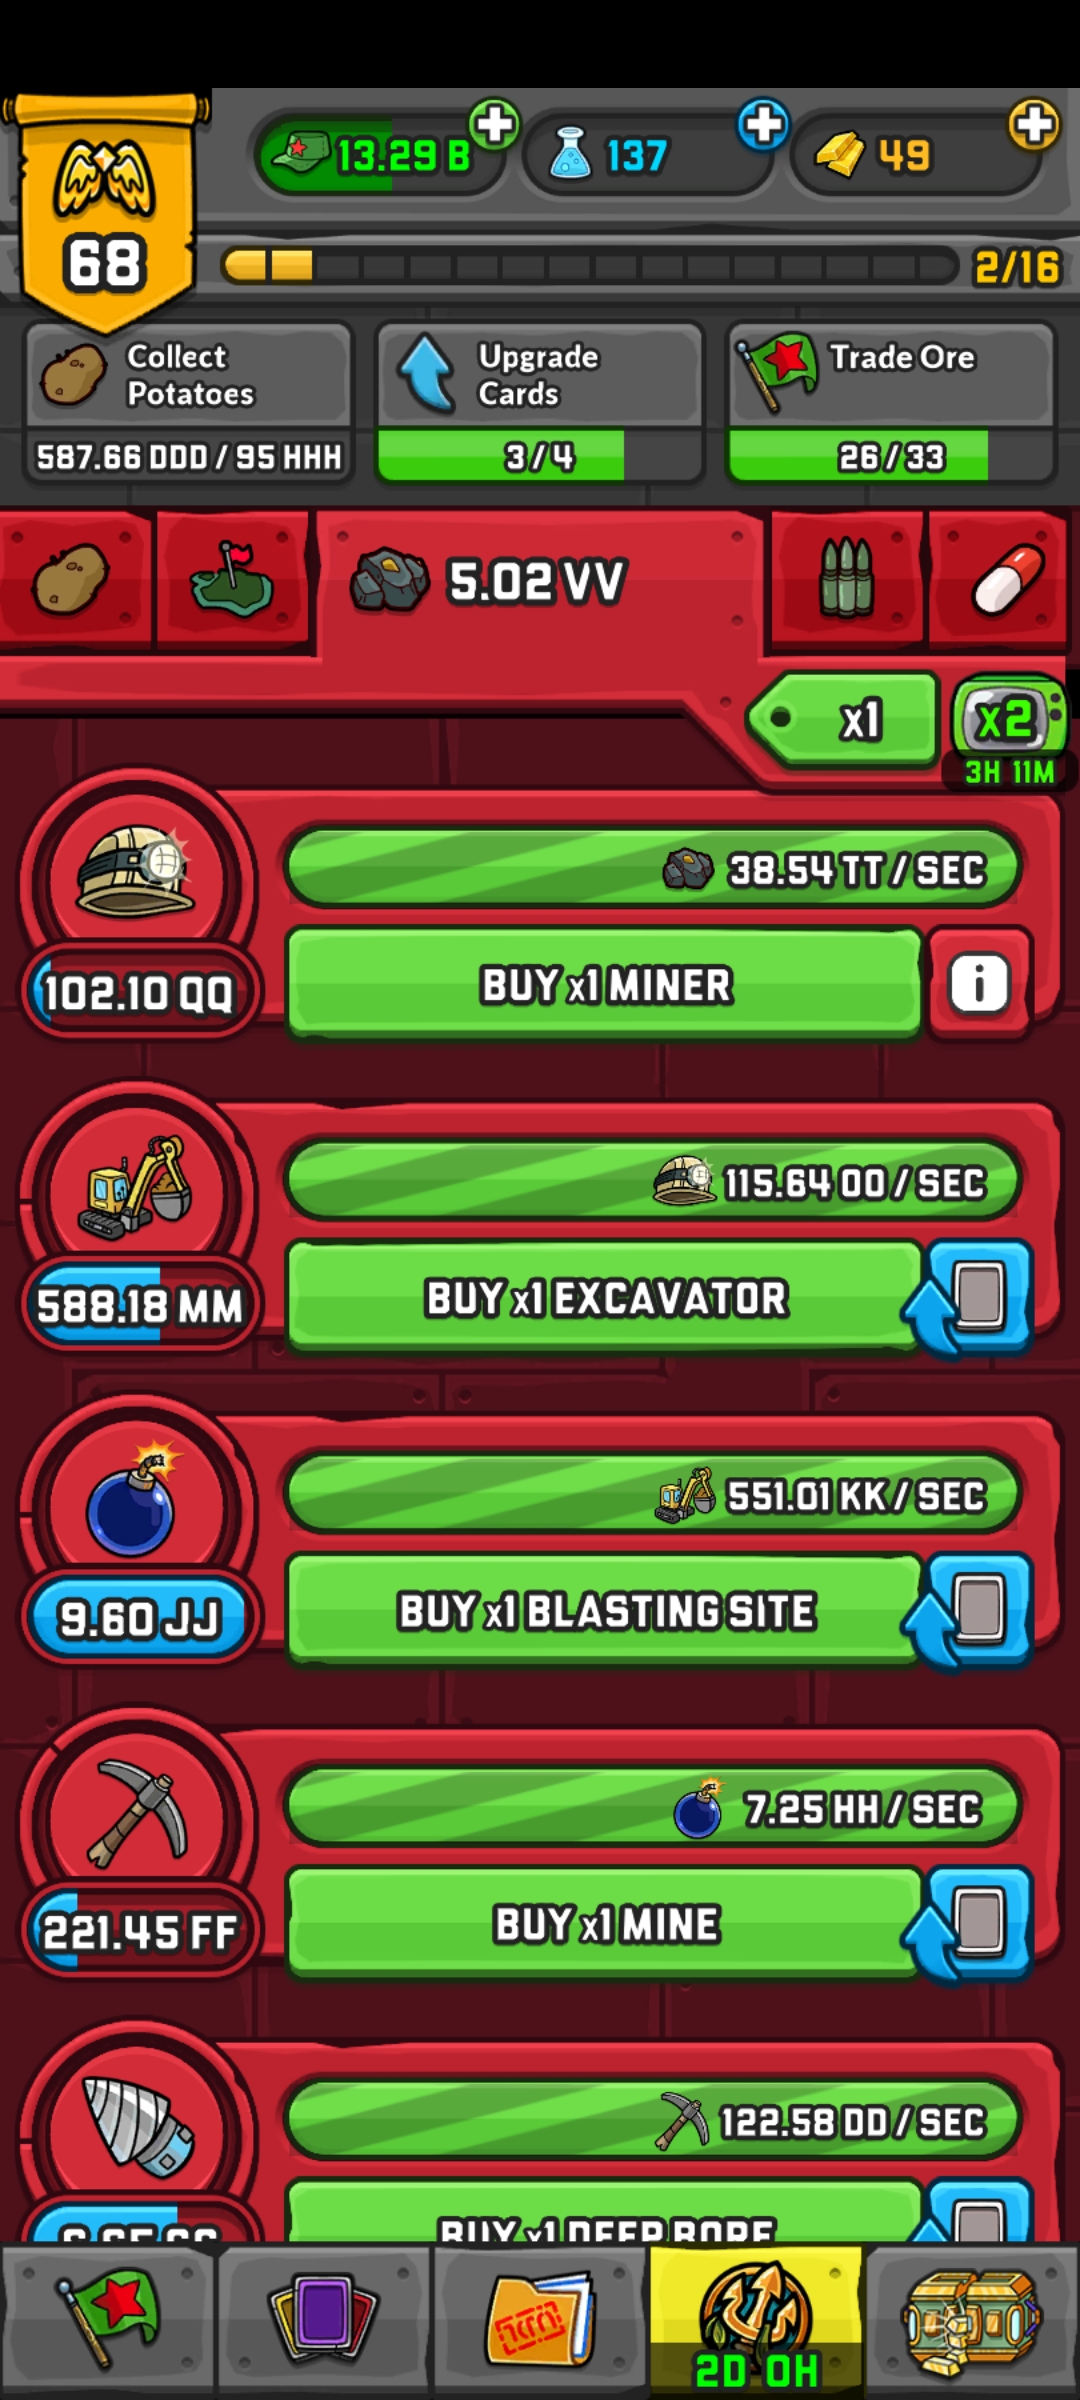 13.29 B
137
49
68
2/16
Collect
Potatoes
587.66 DDD / 95 HHH
Upgrade
Cards
3/4
Trade Ore
26/33
5.02 VV
x1
x2
3H 11M
38.54 TT / SEC
102.10 QQ
BUY x1 MINER
i
115.64 OO / SEC
588.18 MM
BUY x1 EXCAVATOR
551.01 KK / SEC
9.60 JJ
BUY x1 BLASTING SITE
7.25 HH / SEC
221.45 FF
BUY x1 MINE
122.58 DD / SEC
BUY x1 DEEP BORE
2D 0H